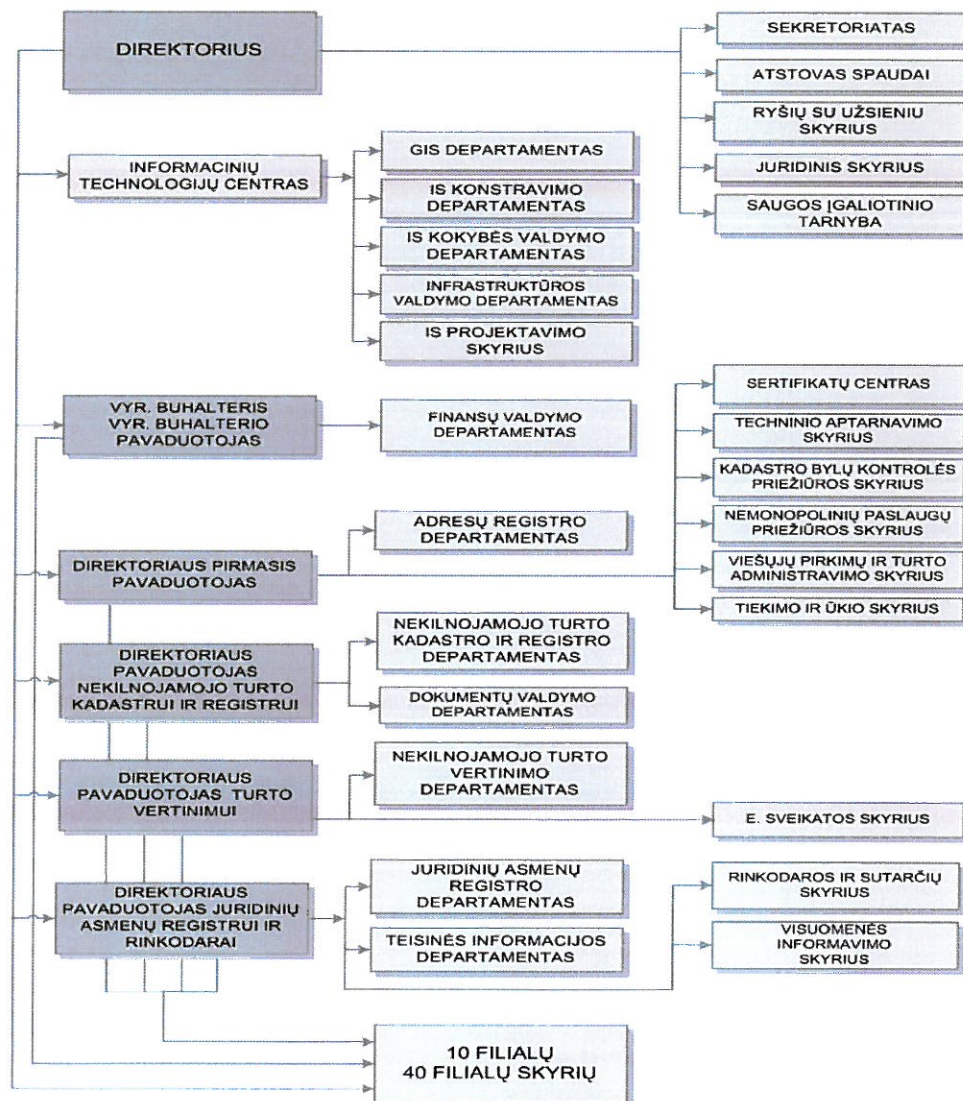 DIREKTORIUS
SEKRETORIATAS
ATSTOVAS SPAUDAI
RYŠIŲ SU UŽSIENIU
SKYRIUS
JURIDINIS SKYRIUS
SAUGOS ĮGALIOTINIO
TARNYBA
INFORMACINIŲ
TECHNOLOGIJŲ CENTRAS
GIS DEPARTAMENTAS
IS KONSTRAVIMO
DEPARTAMENTAS
IS KOKYBĖS VALDYMO
DEPARTAMENTAS
INFRASTRUKTŪROS
VALDYMO DEPARTAMENTAS
IS PROJEKTAVIMO
SKYRIUS
VYR. BUHALTERIS
VYR. BUHALTERIO
PAVADUOTOJAS
FINANSŲ VALDYMO
DEPARTAMENTAS
SERTIFIKATŲ CENTRAS
TECHNINIO APTARNAVIMO
SKYRIUS
KADASTRO BYLŲ KONTROLĖS
PRIEŽIŪROS SKYRIUS
NEMONOPOLINIŲ PASLAUGŲ
PRIEŽIŪROS SKYRIUS
VIEŠŲJŲ PIRKIMŲ IR TURTO
ADMINISTRAVIMO SKYRIUS
TIEKIMO IR ŪKIO SKYRIUS
ADRESŲ REGISTRO
DEPARTAMENTAS
DIREKTORIAUS PIRMASIS
PAVADUOTOJAS
DIREKTORIAUS
PAVADUOTOJAS
NEKILNOJAMOJO TURTO
KADASTRUI IR REGISTRUI
NEKILNOJAMOJO TURTO
KADASTRO IR REGISTRO
DEPARTAMENTAS
DOKUMENTŲ VALDYMO
DEPARTAMENTAS
DIREKTORIAUS
PAVADUOTOJAS TURTO
VERTINIMUI
NEKILNOJAMOJO TURTO
VERTINIMO
DEPARTAMENTAS
E. SVEIKATOS SKYRIUS
DIREKTORIAUS
PAVADUOTOJAS JURIDINIŲ
ASMENŲ REGISTRUI IR
RINKODARAI
JURIDINIŲ ASMENŲ
REGISTRO
DEPARTAMENTAS
TEISINĖS INFORMACIJOS
DEPARTAMENTAS
RINKODAROS IR SUTARČIŲ
SKYRIUS
VISUOMENĖS
INFORMAVIMO
SKYRIUS
10 FILIALŲ
40 FILIALŲ SKYRIŲ